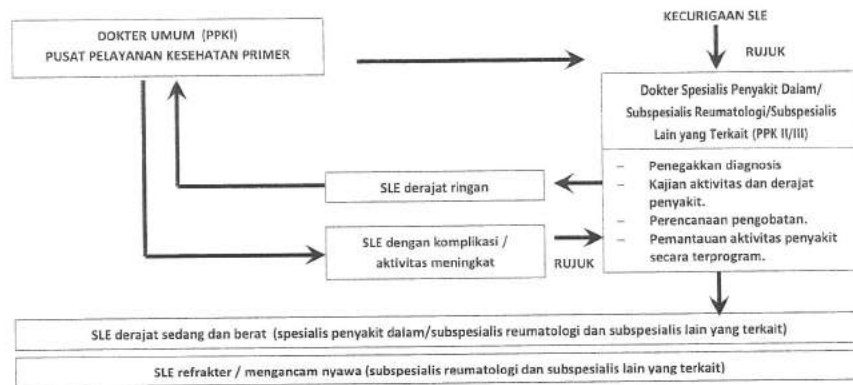 KECURIGAAN SLE
DOKTER UMUM (PPKI)
PUSAT PELAYANAN KESEHATAN PRIMER
RUJUK
Dokter Spesialis Penyakit Dalam/
Subspesialis Reumatologi/Subspesialis
Lain yang Terkait (PPK II/III)
– Penegakkan diagnosis
– Kajian aktivitas dan derajat
penyakit.
– Perencanaan pengobatan.
– Pemantauan aktivitas penyakit
secara terprogram.
SLE derajat ringan
SLE dengan komplikasi /
aktivitas meningkat
RUJUK
SLE derajat sedang dan berat (spesialis penyakit dalam/subspesialis reumatologi dan subspesialis lain yang terkait)
SLE refrakter / mengancam nyawa (subspesialis reumatologi dan subspesialis lain yang terkait)